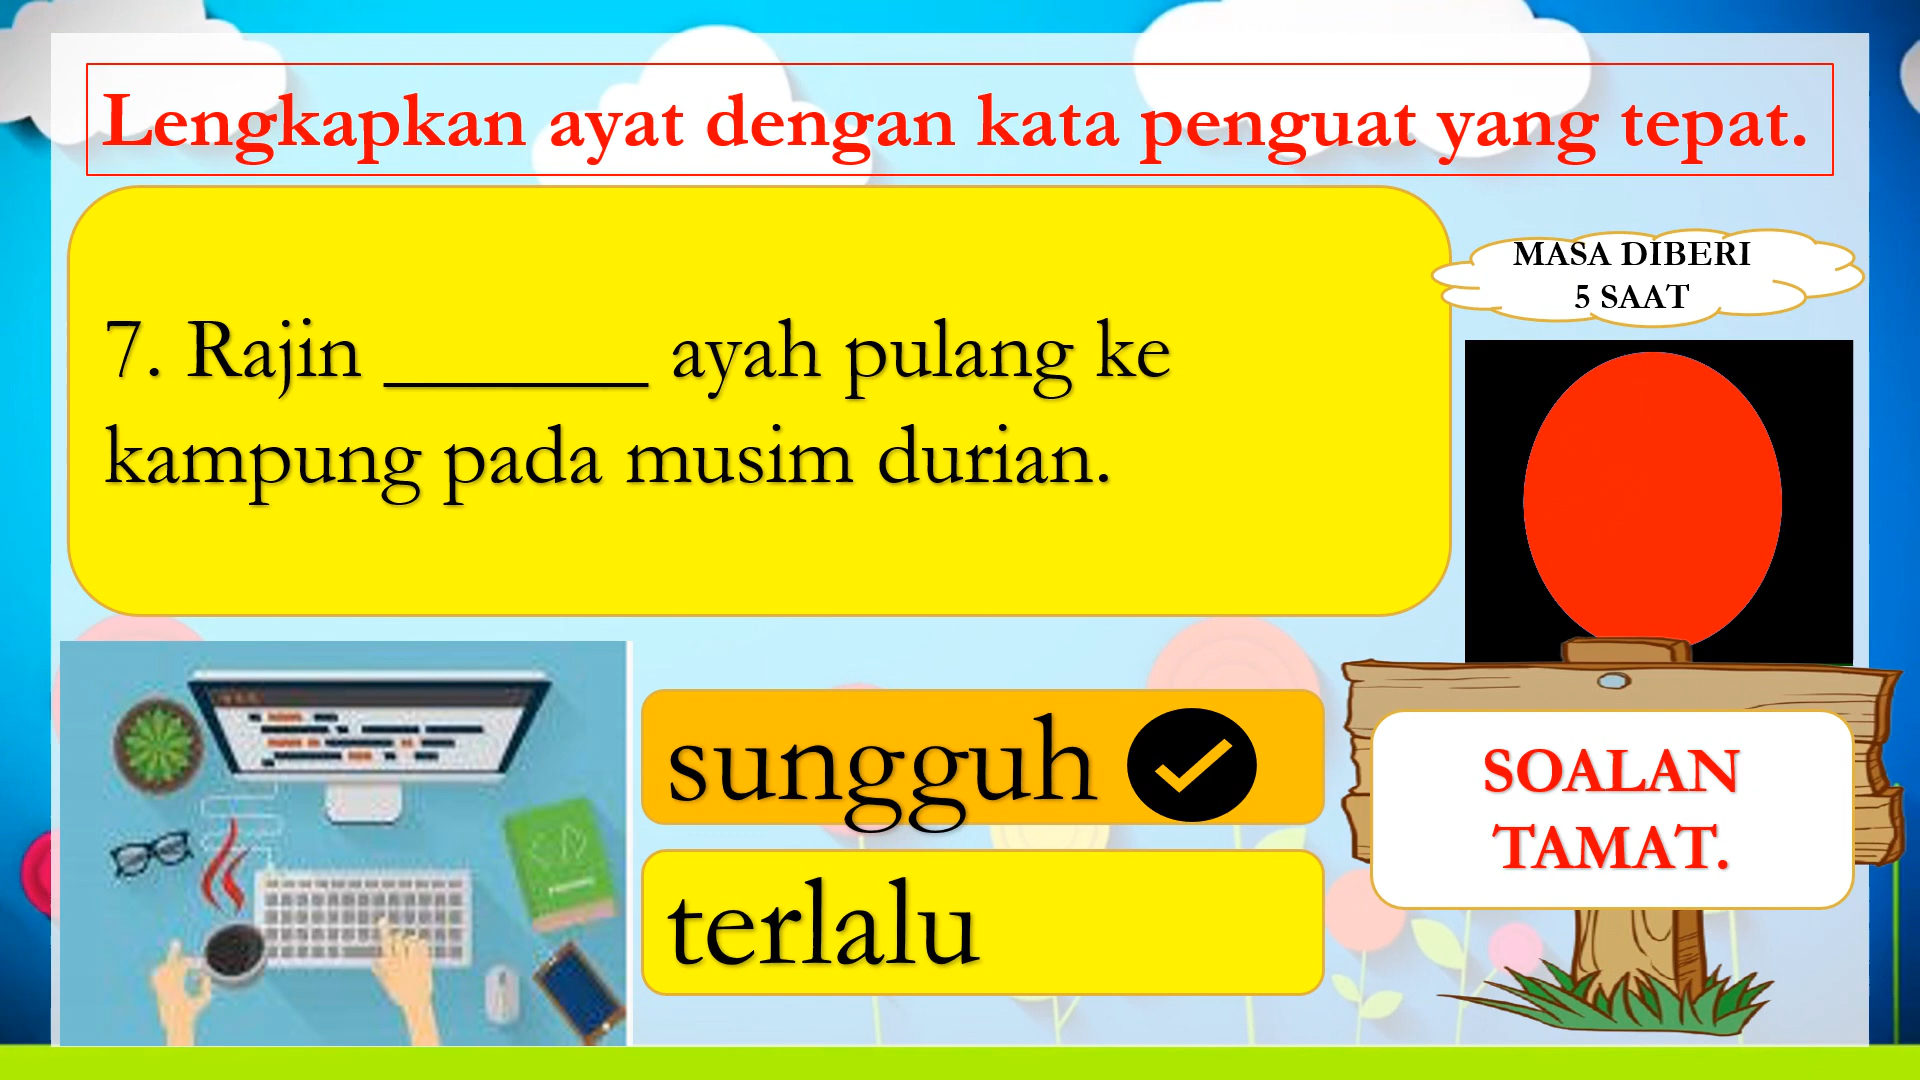 Lengkapkan ayat dengan kata penguat yang tepat.
7. Rajin ______ ayah pulang ke
kampung pada musim durian.
MASA DIBERI
5 SAAT
sungguh
terlalu
SOALAN
TAMAT.